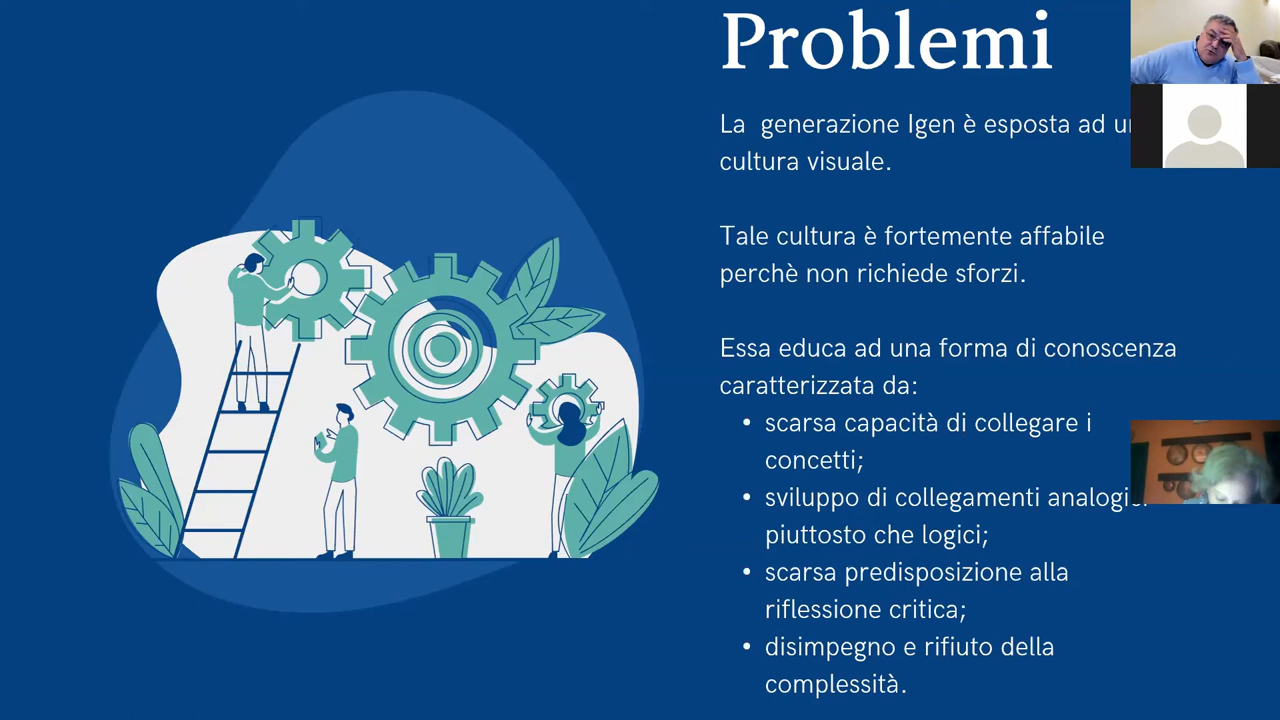 Problemi
La generazione Igen è esposta ad
cultura visuale.
Tale cultura è fortemente affabile
perchè non richiede sforzi.
Essa educa ad una forma di conoscenza
caratterizzata da:
• scarsa capacità di collegare i
concetti;
• sviluppo di collegamenti
piuttosto che logici;
• scarsa predisposizione alla
riflessione critica;
• disimpegno e rifiuto della
complessità.